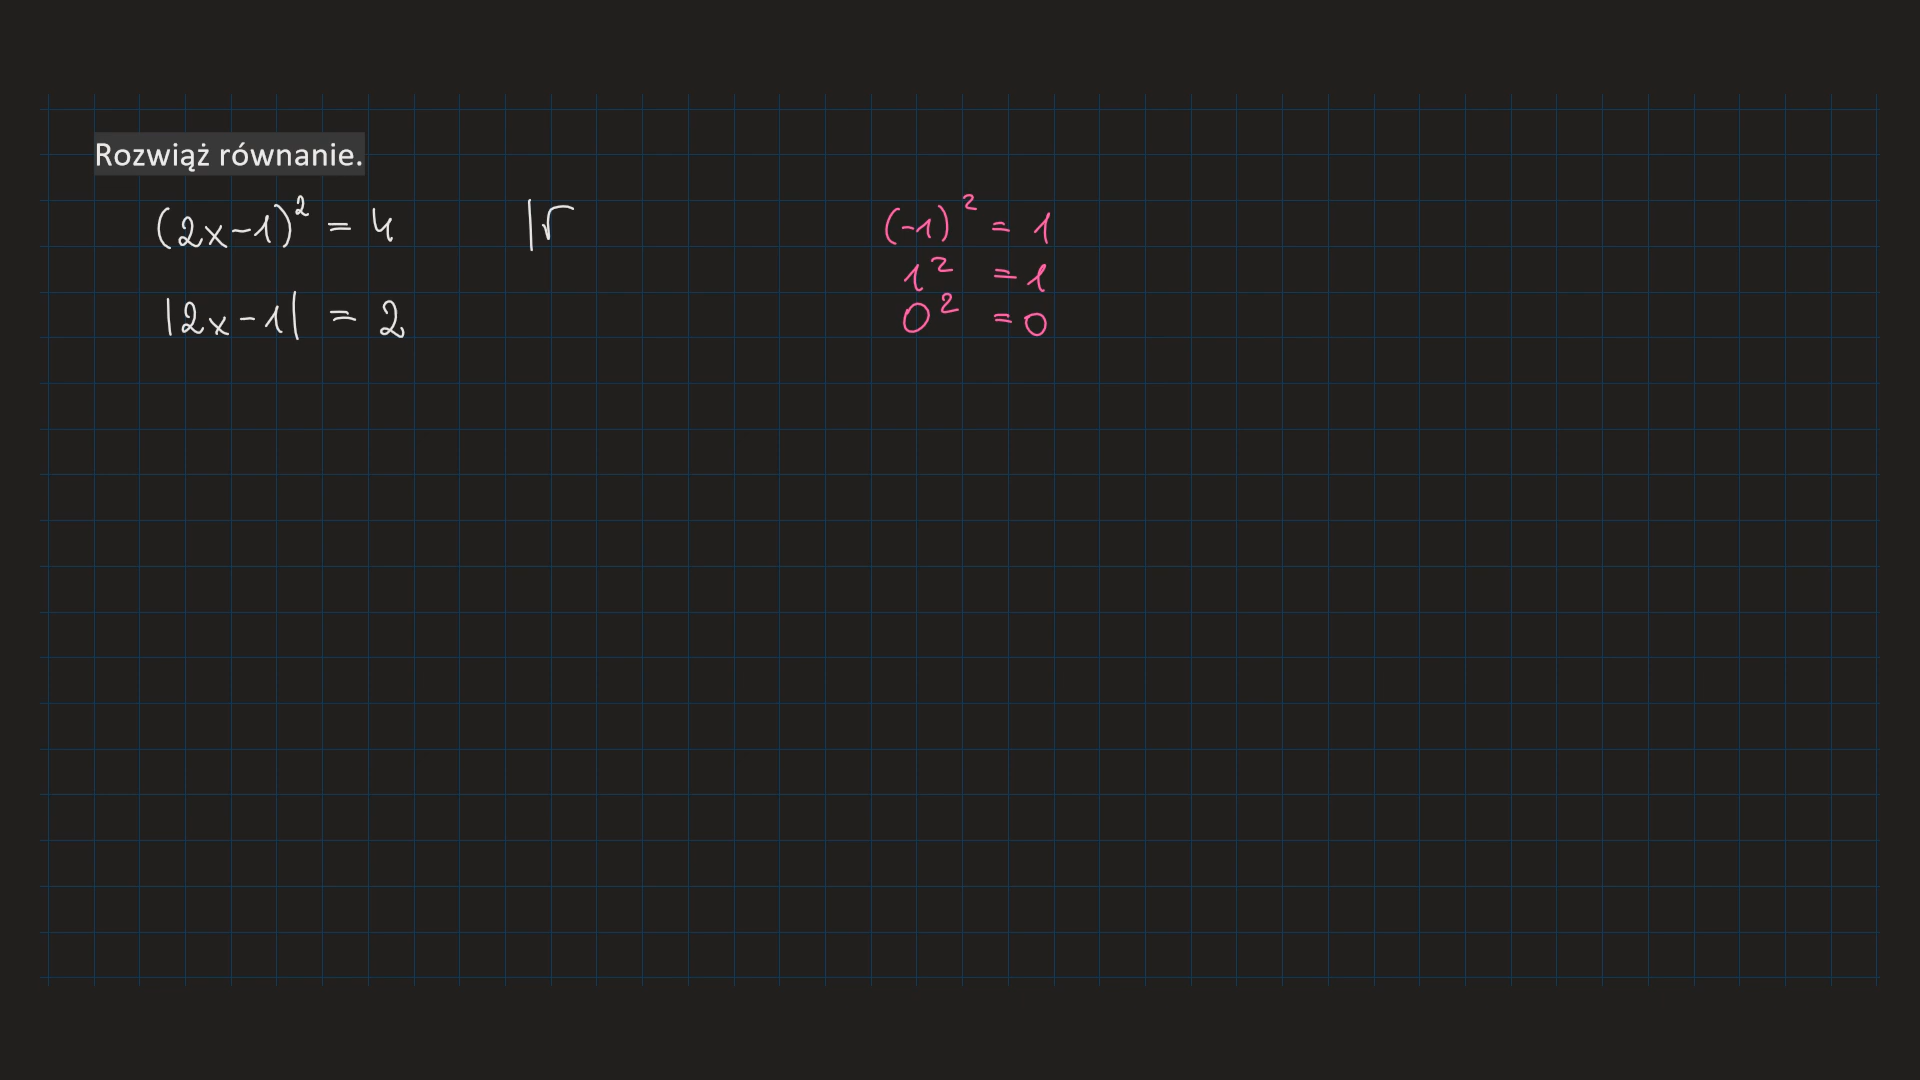 Rozwiąż równanie.
(2x-1)² = 4 |√
|2x-1| = 2
(-1)² = 1
1² = 1
0² = 0